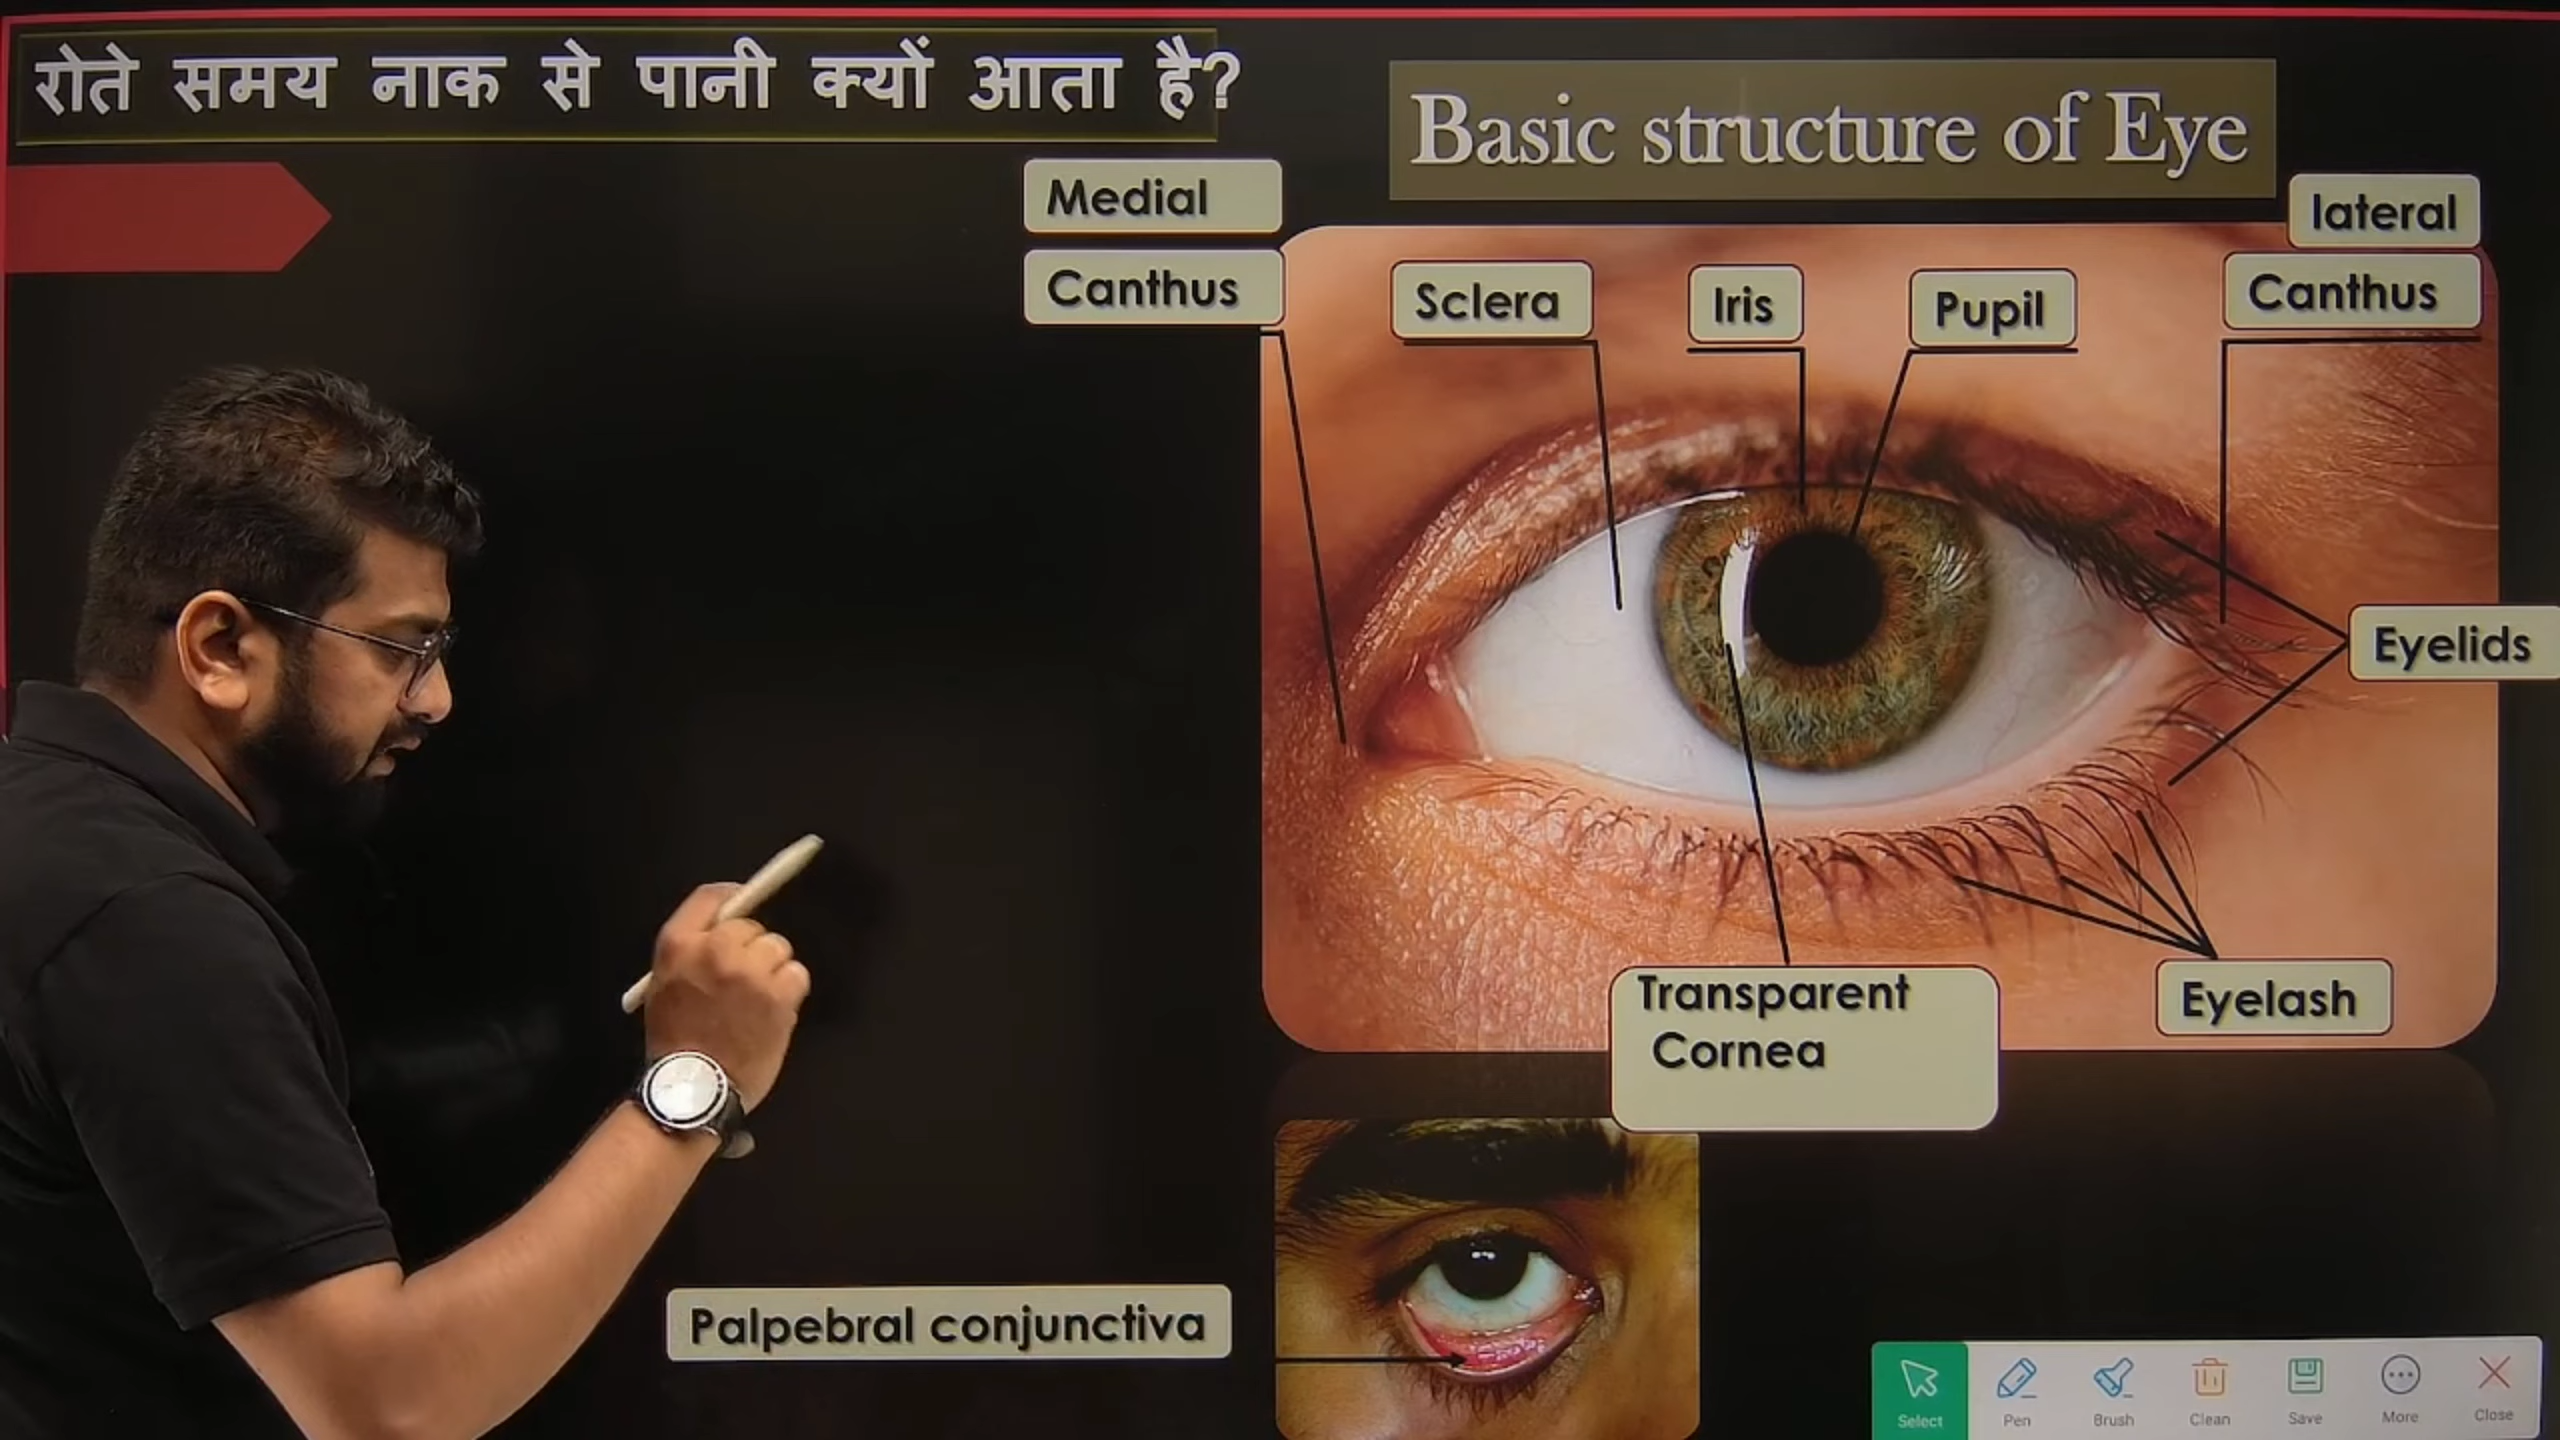 रोते समय नाक से पानी क्यों आता है?
Basic structure of Eye
Medial
Canthus
Sclera
Iris
Pupil
lateral
Canthus
Eyelids
Transparent
Cornea
Eyelash
Palpebral conjunctiva
Select
Pen
Brush
Clean
Save
More
Close